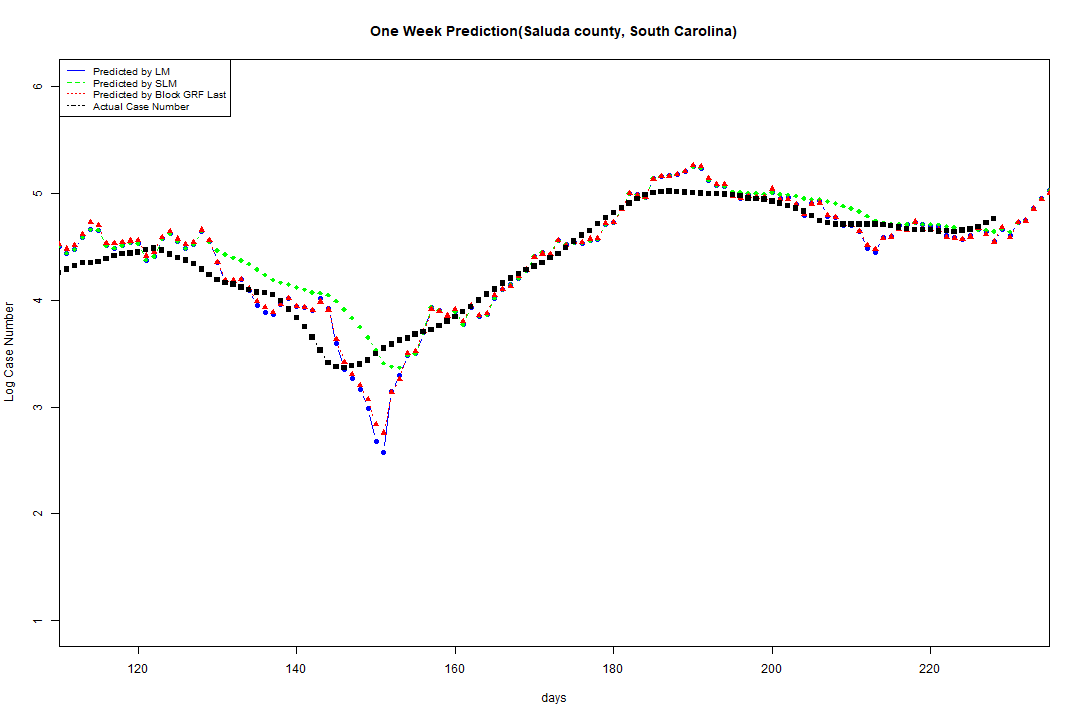 One Week Prediction(Saluda county, South Carolina)
Predicted by LM
Predicted by SLM
Predicted by Block GRF Last
Actual Case Number
6
5
4
3
2
1
Log Case Number
120 140 160 180 200 220
days